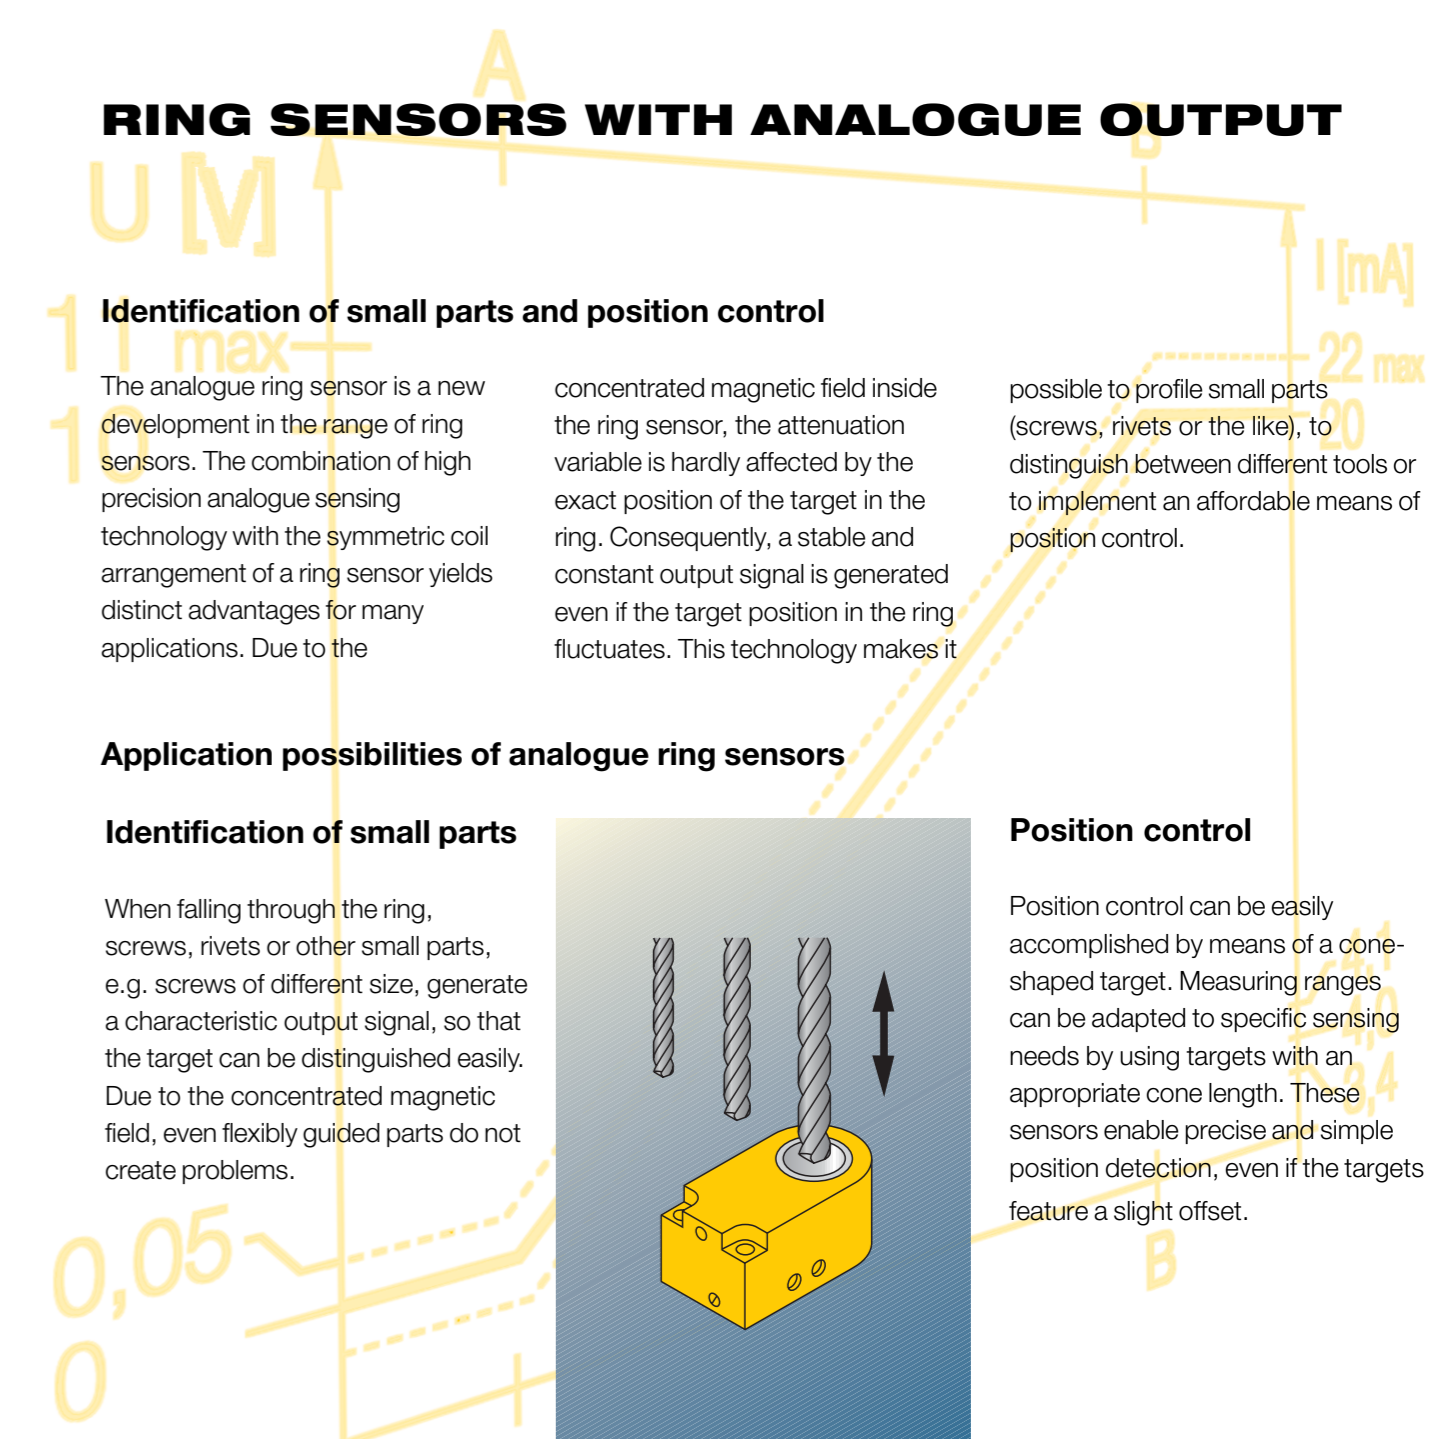 RING SENSORS WITH ANALOGUE OUTPUT
A
B
U [V]
I [mA]
11 max
10
22 max
20
Identification of small parts and position control
The analogue ring sensor is a new
development in the range of ring
sensors. The combination of high
precision analogue sensing
technology with the symmetric coil
arrangement of a ring sensor yields
distinct advantages for many
applications. Due to the
concentrated magnetic field inside
the ring sensor, the attenuation
variable is hardly affected by the
exact position of the target in the
ring. Consequently, a stable and
constant output signal is generated
even if the target position in the ring
fluctuates. This technology makes it
possible to profile small parts
(screws, rivets or the like), to
distinguish between different tools or
to implement an affordable means of
position control.
Application possibilities of analogue ring sensors
Identification of small parts
When falling through the ring,
screws, rivets or other small parts,
e.g. screws of different size, generate
a characteristic output signal, so that
the target can be distinguished easily.
Due to the concentrated magnetic
field, even flexibly guided parts do not
create problems.
Position control
Position control can be easily
accomplished by means of a cone-
shaped target. Measuring ranges
can be adapted to specific sensing
needs by using targets with an
appropriate cone length. These
sensors enable precise and simple
position detection, even if the targets
feature a slight offset.
4,1
4,0
3,4
0,05
0
B